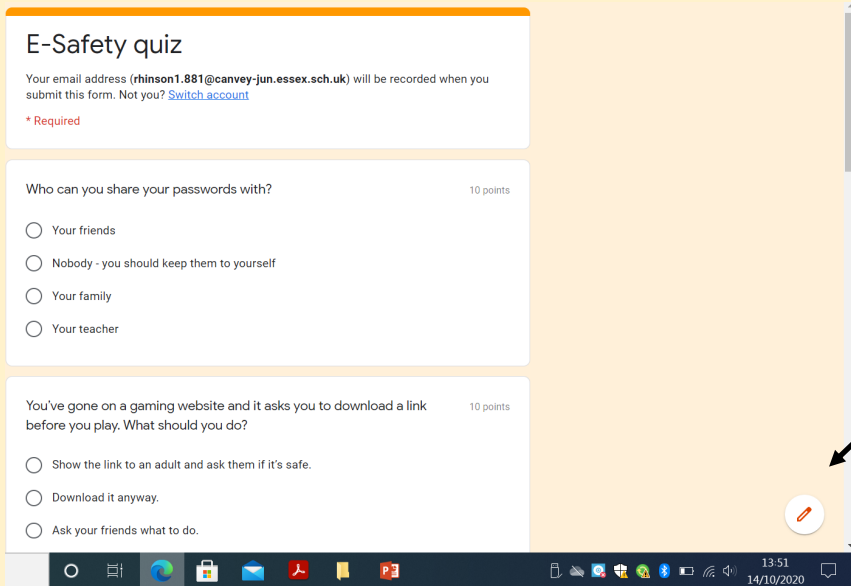 E-Safety quiz
Your email address (rhinson1.881@canvey-jun.essex.sch.uk) will be recorded when you
submit this form. Not you? Switch account
* Required
Who can you share your passwords with?
10 points
Your friends
Nobody - you should keep them to yourself
Your family
Your teacher
You've gone on a gaming website and it asks you to download a link
10 points
before you play. What should you do?
Show the link to an adult and ask them if it's safe.
Download it anyway.
Ask your friends what to do.
13:51
14/10/2020